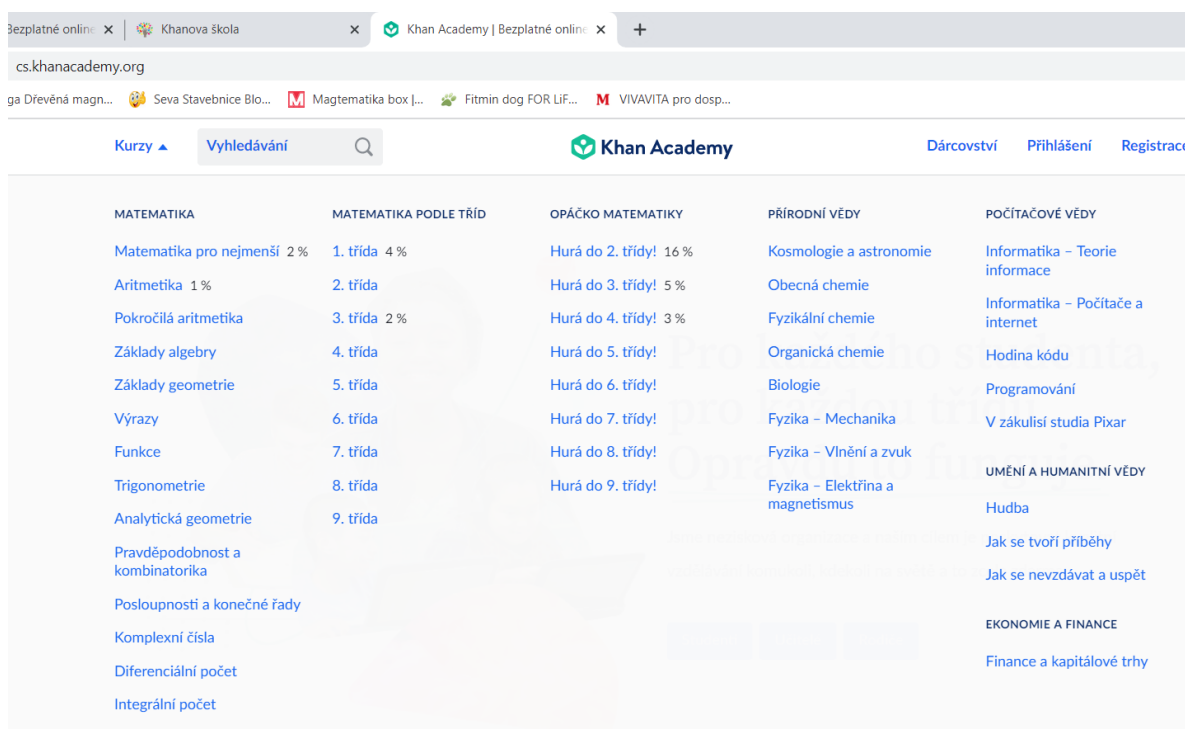 Bezplatné online
Khanova škola
Khan Academy | Bezplatné online
cs.khanacademy.org
ga Dřevěná magn...
Seva Stavebnice Blo...
Magtematika box |...
Fitmin dog FOR LiF...
VIVAVITA pro dosp...
Kurzy
Vyhledávání
Khan Academy
Dárcovství
Přihlášení
Registrace
MATEMATIKA
Matematika pro nejmenší 2 %
Aritmetika 1 %
Pokročilá aritmetika
Základy algebry
Základy geometrie
Výrazy
Funkce
Trigonometrie
Analytická geometrie
Pravděpodobnost a
kombinatorika
Posloupnosti a konečné řady
Komplexní čísla
Diferenciální počet
Integrální počet
MATEMATIKA PODLE TŘÍD
1. třída 4 %
2. třída
3. třída 2 %
4. třída
5. třída
6. třída
7. třída
8. třída
9. třída
OPÁČKO MATEMATIKY
Hurá do 2. třídy! 16 %
Hurá do 3. třídy! 5 %
Hurá do 4. třídy! 3 %
Hurá do 5. třídy!
Hurá do 6. třídy!
Hurá do 7. třídy!
Hurá do 8. třídy!
Hurá do 9. třídy!
PŘÍRODNÍ VĚDY
Kosmologie a astronomie
Obecná chemie
Fyzikální chemie
Organická chemie
Biologie
Fyzika – Mechanika
Fyzika – Vlnění a zvuk
Fyzika – Elektřina a
magnetismus
POČÍTAČOVÉ VĚDY
Informatika – Teorie
informace
Informatika – Počítače a
internet
Hodina kódu
Programování
V zákulisí studia Pixar
UMĚNÍ A HUMANITNÍ VĚDY
Hudba
Jak se tvoří příběhy
Jak se nevzdávat a uspět
EKONOMIE A FINANCE
Finance a kapitálové trhy
Pro každého studenta,
pro každou třídu.
Opravdu to funguje.